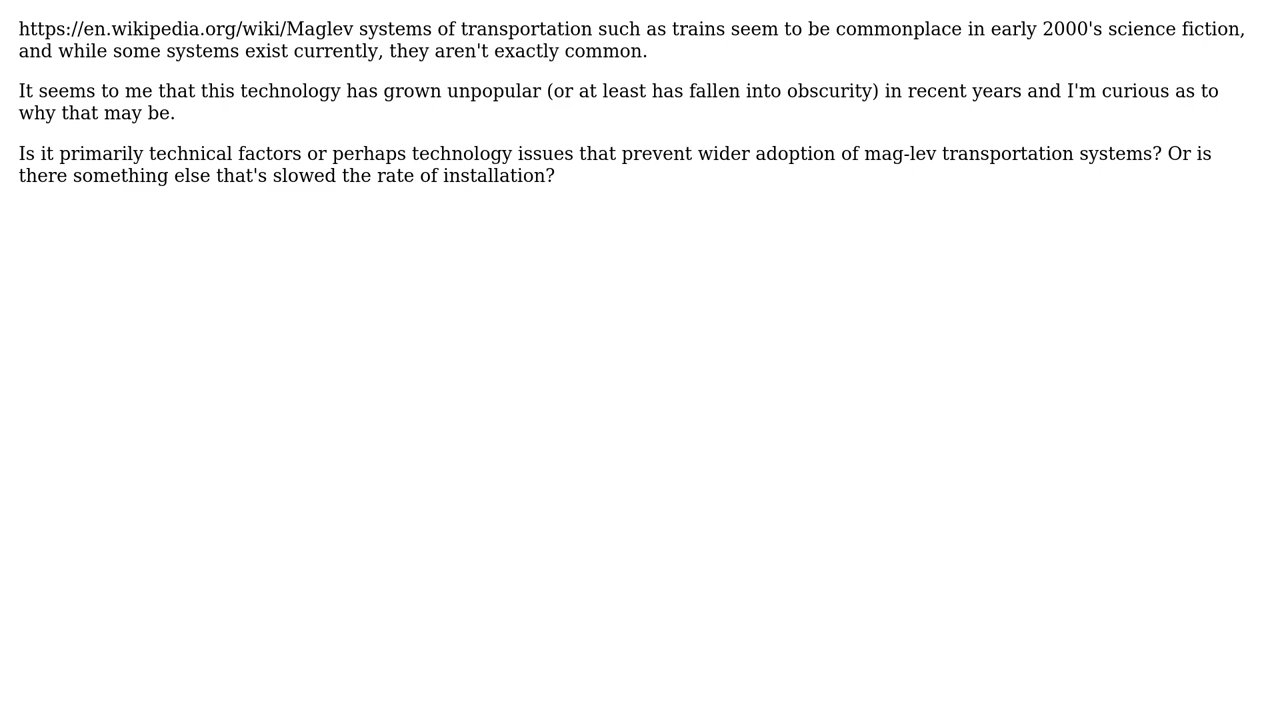 https://en.wikipedia.org/wiki/Maglev systems of transportation such as trains seem to be commonplace in early 2000's science fiction,
and while some systems exist currently, they aren't exactly common.
It seems to me that this technology has grown unpopular (or at least has fallen into obscurity) in recent years and I'm curious as to
why that may be.
Is it primarily technical factors or perhaps technology issues that prevent wider adoption of mag-lev transportation systems? Or is
there something else that's slowed the rate of installation?